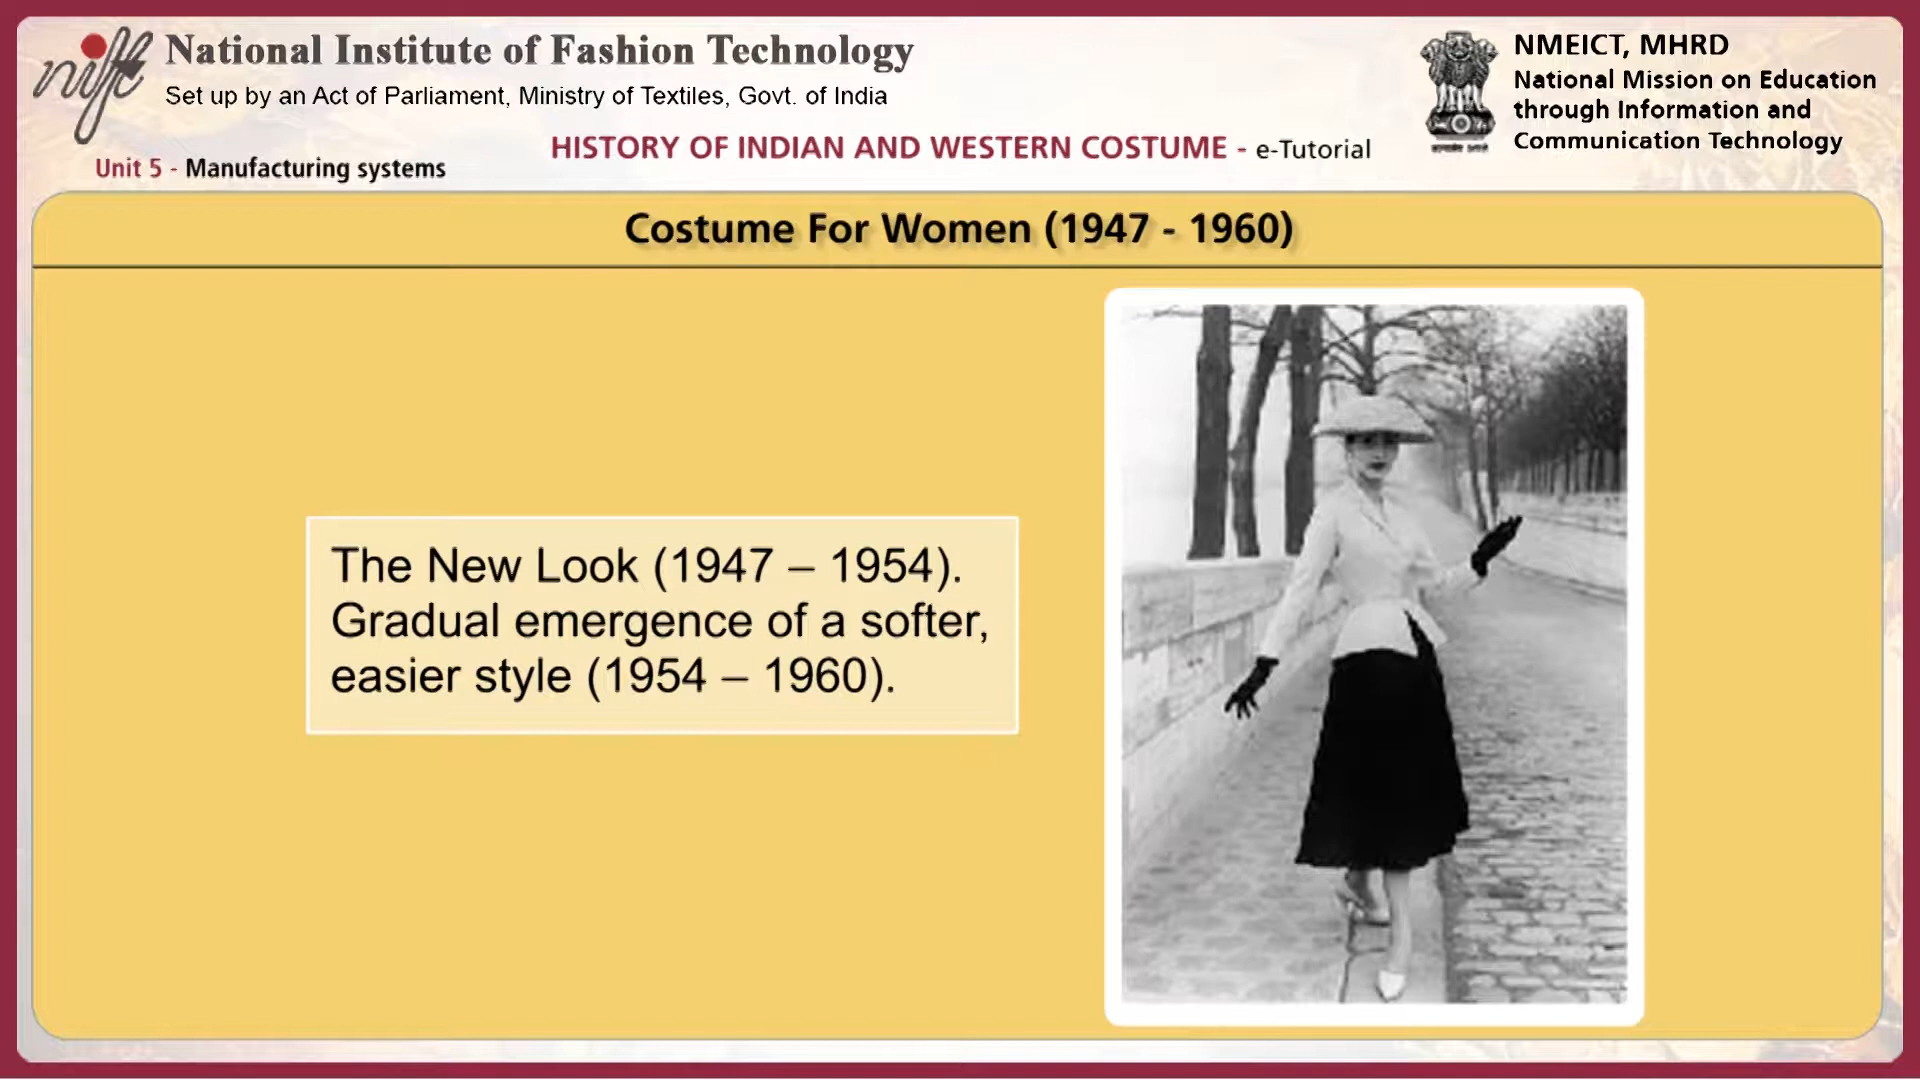 nift
National Institute of Fashion Technology
Set up by an Act of Parliament, Ministry of Textiles, Govt. of India
NMEICT, MHRD
National Mission on Education
through Information and
Communication Technology
HISTORY OF INDIAN AND WESTERN COSTUME - e-Tutorial
Unit 5 - Manufacturing systems
Costume For Women (1947 - 1960)
The New Look (1947 – 1954).
Gradual emergence of a softer,
easier style (1954 – 1960).